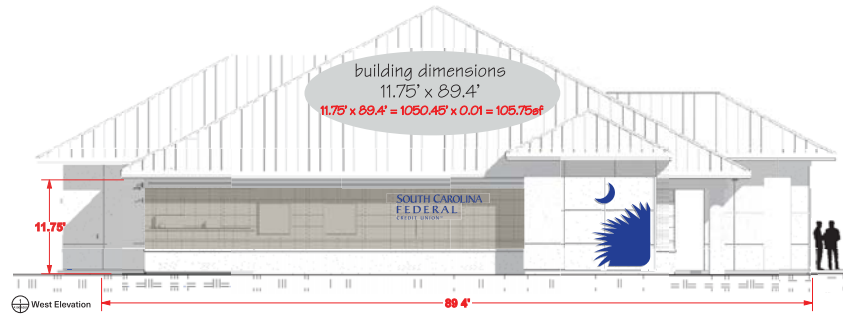 building dimensions
11.75' x 89.4'
11.75' x 89.4' = 1050.45' x 0.01 = 105.75sf
SOUTH CAROLINA
FEDERAL
CREDIT UNION
11.75'
West Elevation
89 4'